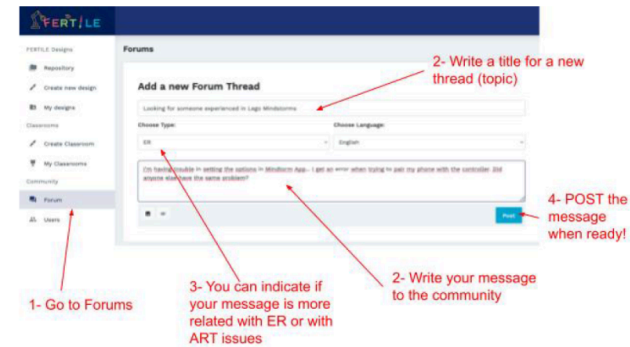 FERTILE
FERTILE Designs
Repository
Create new design
My designs
Classrooms
Create Classroom
My Classrooms
Community
Forum
Users
Forums
Add a new Forum Thread
Looking for someone experienced in Lego Mindstorms
Choose Type:
Choose Language:
ER
English
I'm having trouble in setting the options in Mindstorm App... I get an error when trying to pair my phone with the controller. Did
anyone else have the same problem?
Post
2- Write a title for a new
thread (topic)
4- POST the
message
when ready!
2- Write your message
to the community
3- You can indicate if
your message is more
related with ER or with
ART issues
1- Go to Forums